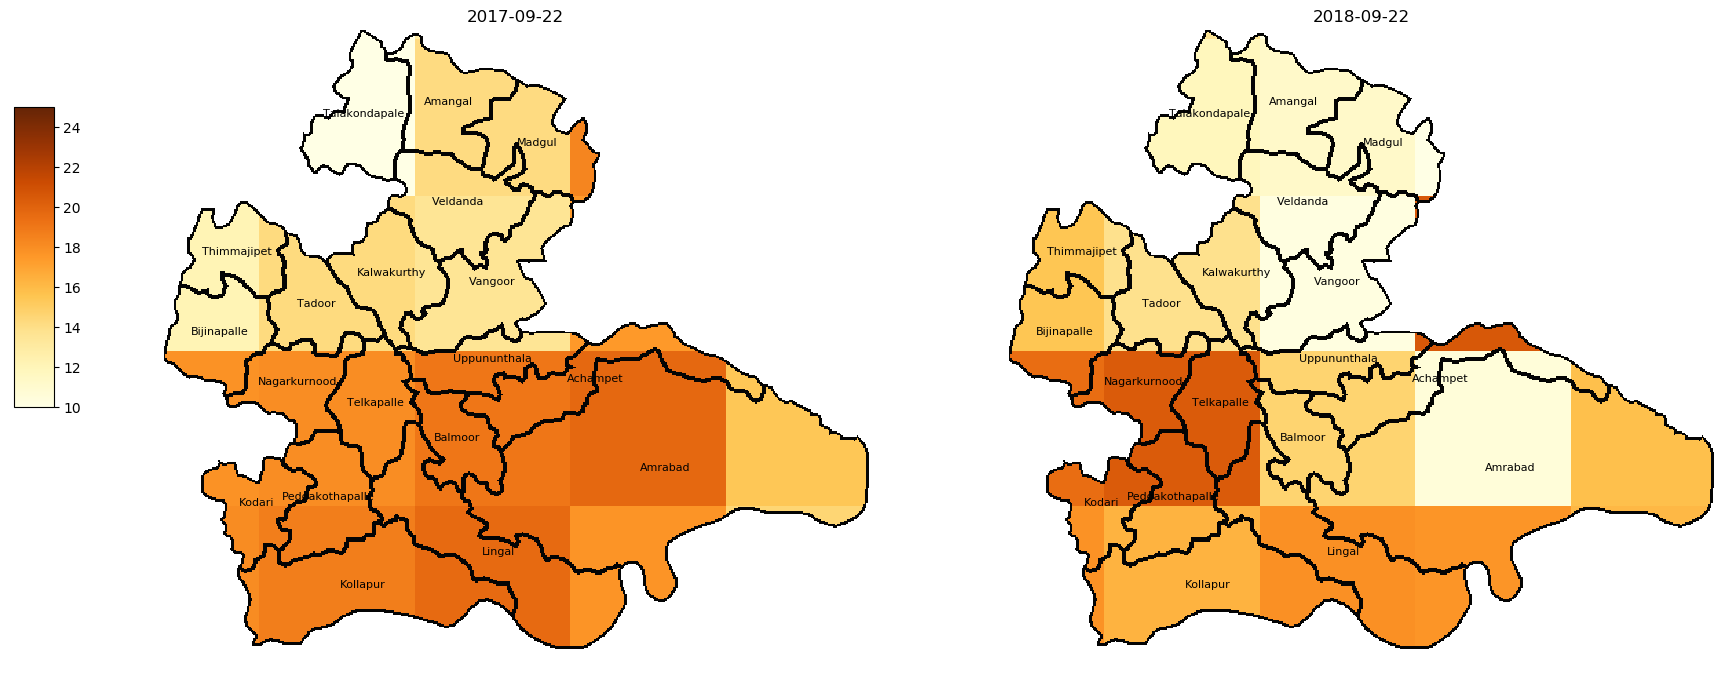 2017-09-22
2018-09-22
24
22
20
18
16
14
12
10
Talakondapale
Amangal
Madgul
Veldanda
Thimmajipet
Kalwakurthy
Vangoor
Tadoor
Bijinapalle
Uppununthala
Achampet
Nagarkurnood
Telkapalle
Balmoor
Amrabad
Kodari
Peddakothapalle
Lingal
Kollapur
Talakondapale
Amangal
Madgul
Veldanda
Thimmajipet
Kalwakurthy
Vangoor
Tadoor
Bijinapalle
Uppununthala
Achampet
Nagarkurnood
Telkapalle
Balmoor
Amrabad
Kodari
Peddakothapalle
Lingal
Kollapur